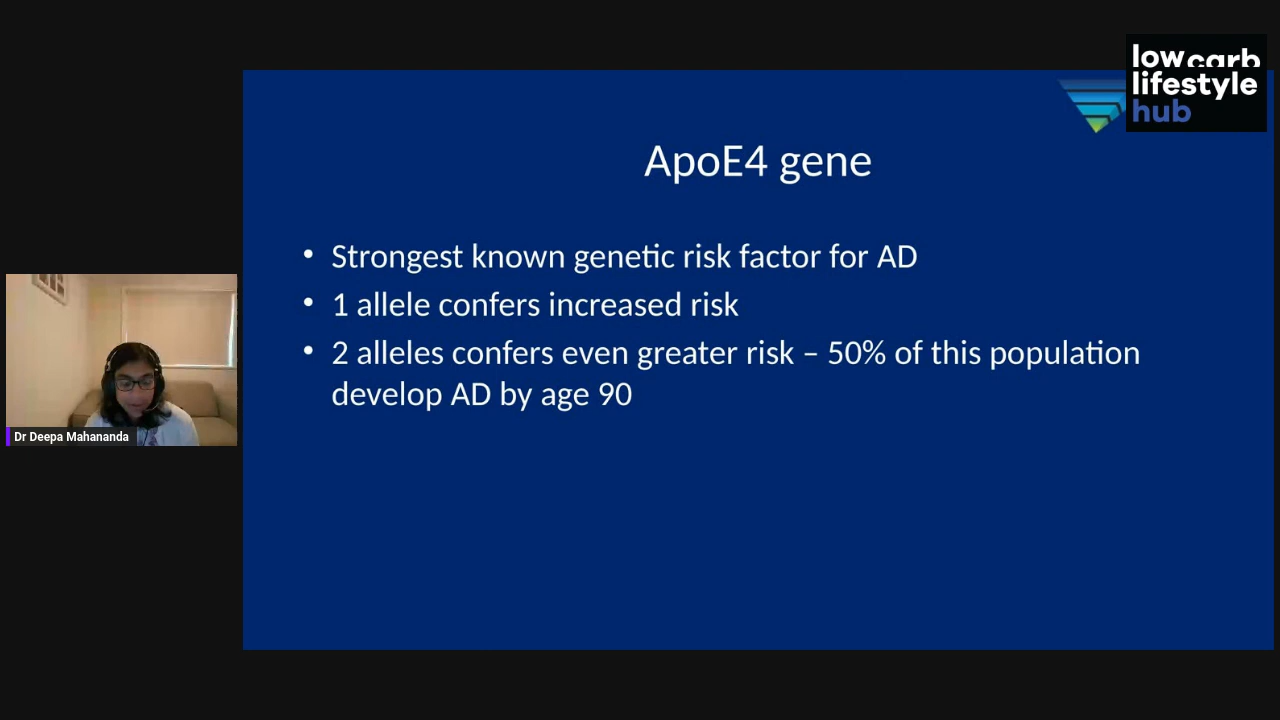 low carb
lifestyle
hub
ApoE4 gene
• Strongest known genetic risk factor for AD
• 1 allele confers increased risk
• 2 alleles confers even greater risk – 50% of this population
develop AD by age 90
Dr Deepa Mahananda